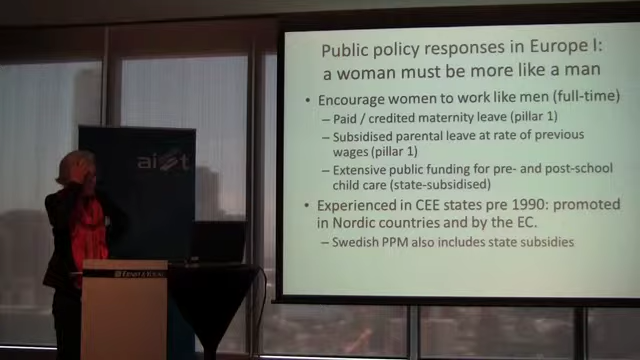 Public policy responses in Europe I:
a woman must be more like a man
• Encourage women to work like men (full-time)
– Paid / credited maternity leave (pillar 1)
– Subsidised parental leave at rate of previous
wages (pillar 1)
– Extensive public funding for pre- and post-school
child care (state-subsidised)
• Experienced in CEE states pre 1990: promoted
in Nordic countries and by the EC.
– Swedish PPM also includes state subsidies
aist